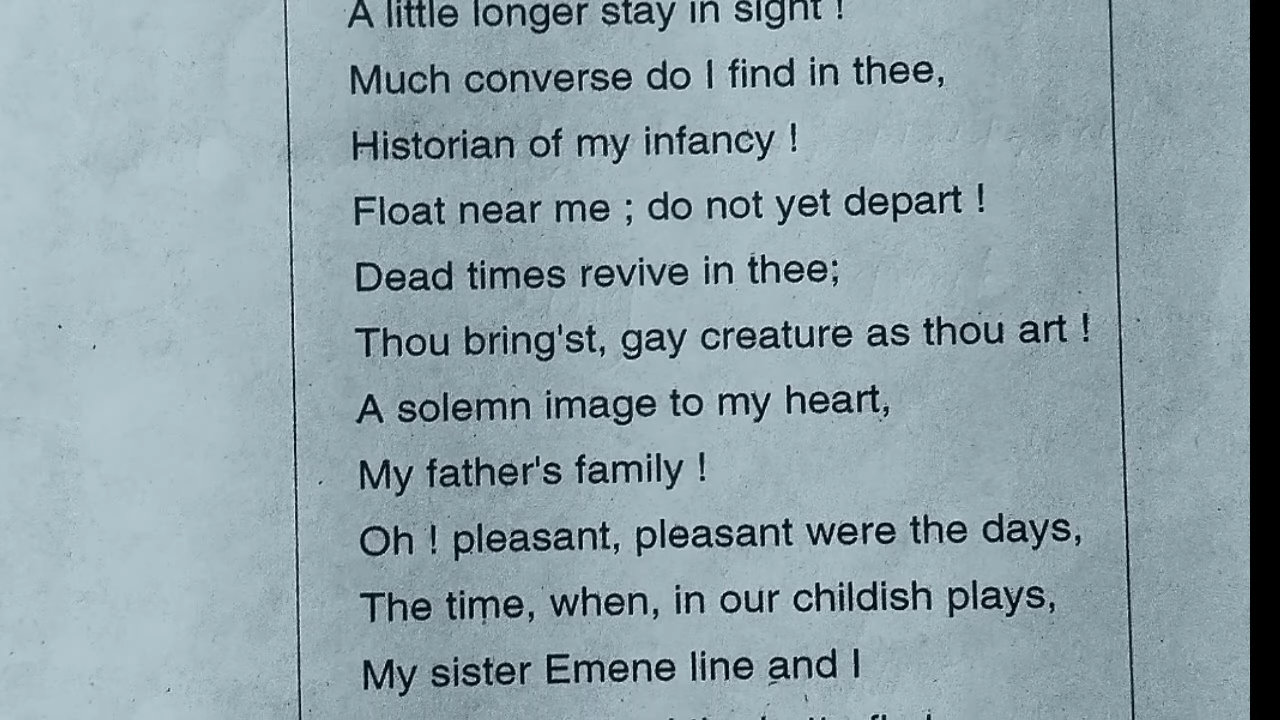 A little longer stay in sight !
Much converse do I find in thee,
Historian of my infancy !
Float near me ; do not yet depart !
Dead times revive in thee;
Thou bring'st, gay creature as thou art !
A solemn image to my heart,
My father's family !
Oh ! pleasant, pleasant were the days,
The time, when, in our childish plays,
My sister Emene line and I